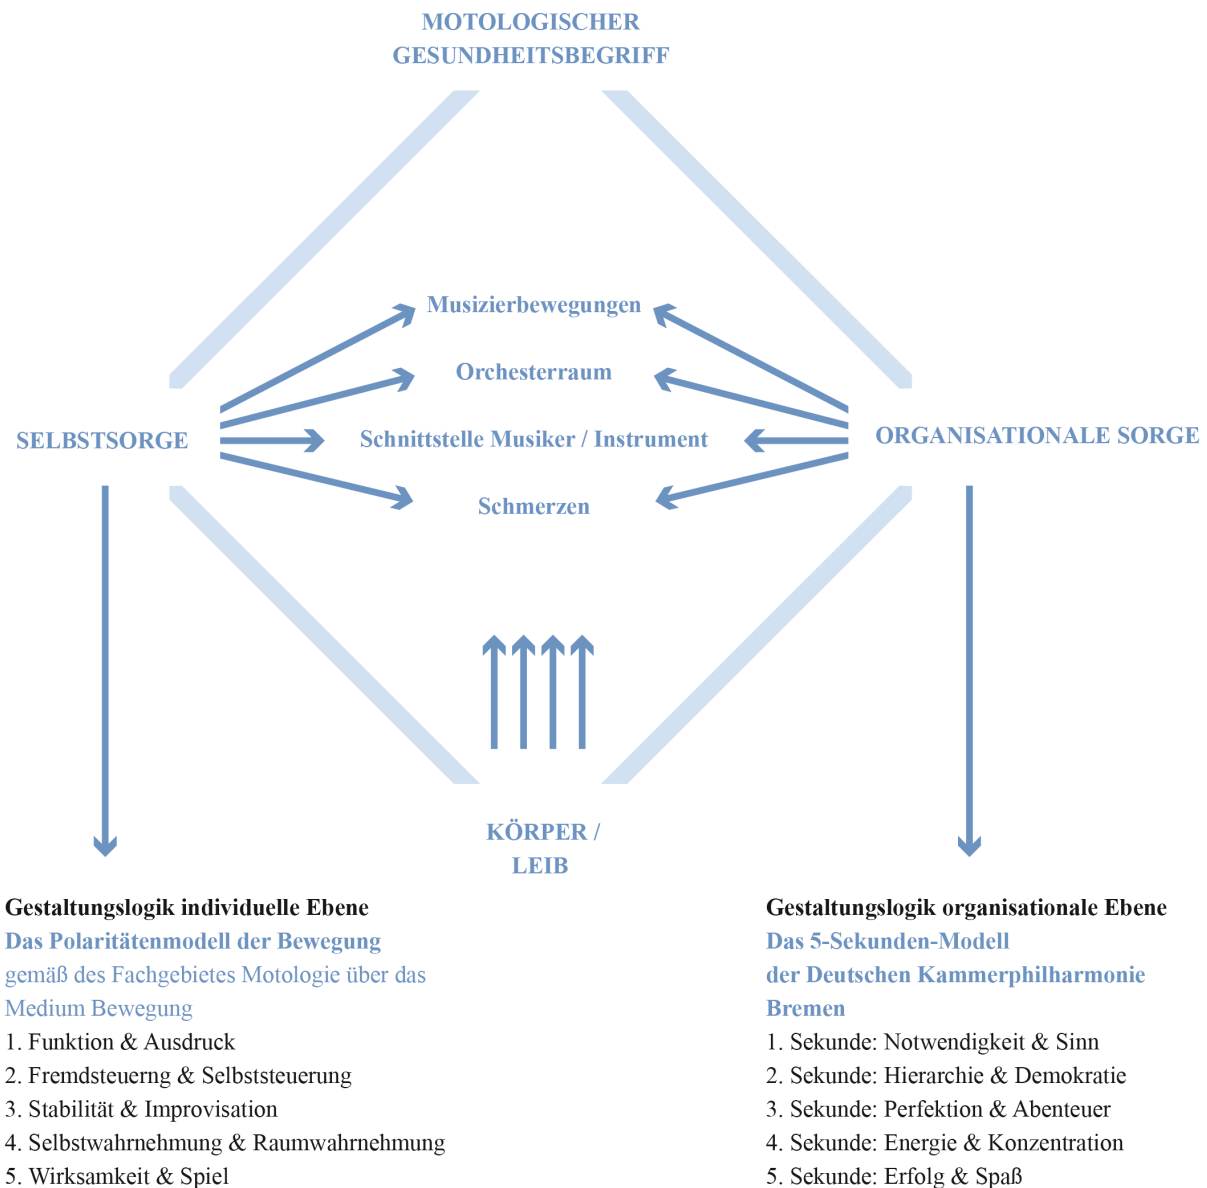 MOTOLOGISCHER
GESUNDHEITSBEGRIFF
Musizierbewegungen
Orchesterraum
SELBSTSORGE
Schnittstelle Musiker / Instrument
ORGANISATIONALE SORGE
Schmerzen
KÖRPER /
LEIB
Gestaltungslogik individuelle Ebene
Das Polaritätenmodell der Bewegung
gemäß des Fachgebietes Motologie über das
Medium Bewegung
1. Funktion & Ausdruck
2. Fremdsteuerng & Selbststeuerung
3. Stabilität & Improvisation
4. Selbstwahrnehmung & Raumwahrnehmung
5. Wirksamkeit & Spiel
Gestaltungslogik organisationale Ebene
Das 5-Sekunden-Modell
der Deutschen Kammerphilharmonie
Bremen
1. Sekunde: Notwendigkeit & Sinn
2. Sekunde: Hierarchie & Demokratie
3. Sekunde: Perfektion & Abenteuer
4. Sekunde: Energie & Konzentration
5. Sekunde: Erfolg & Spaß